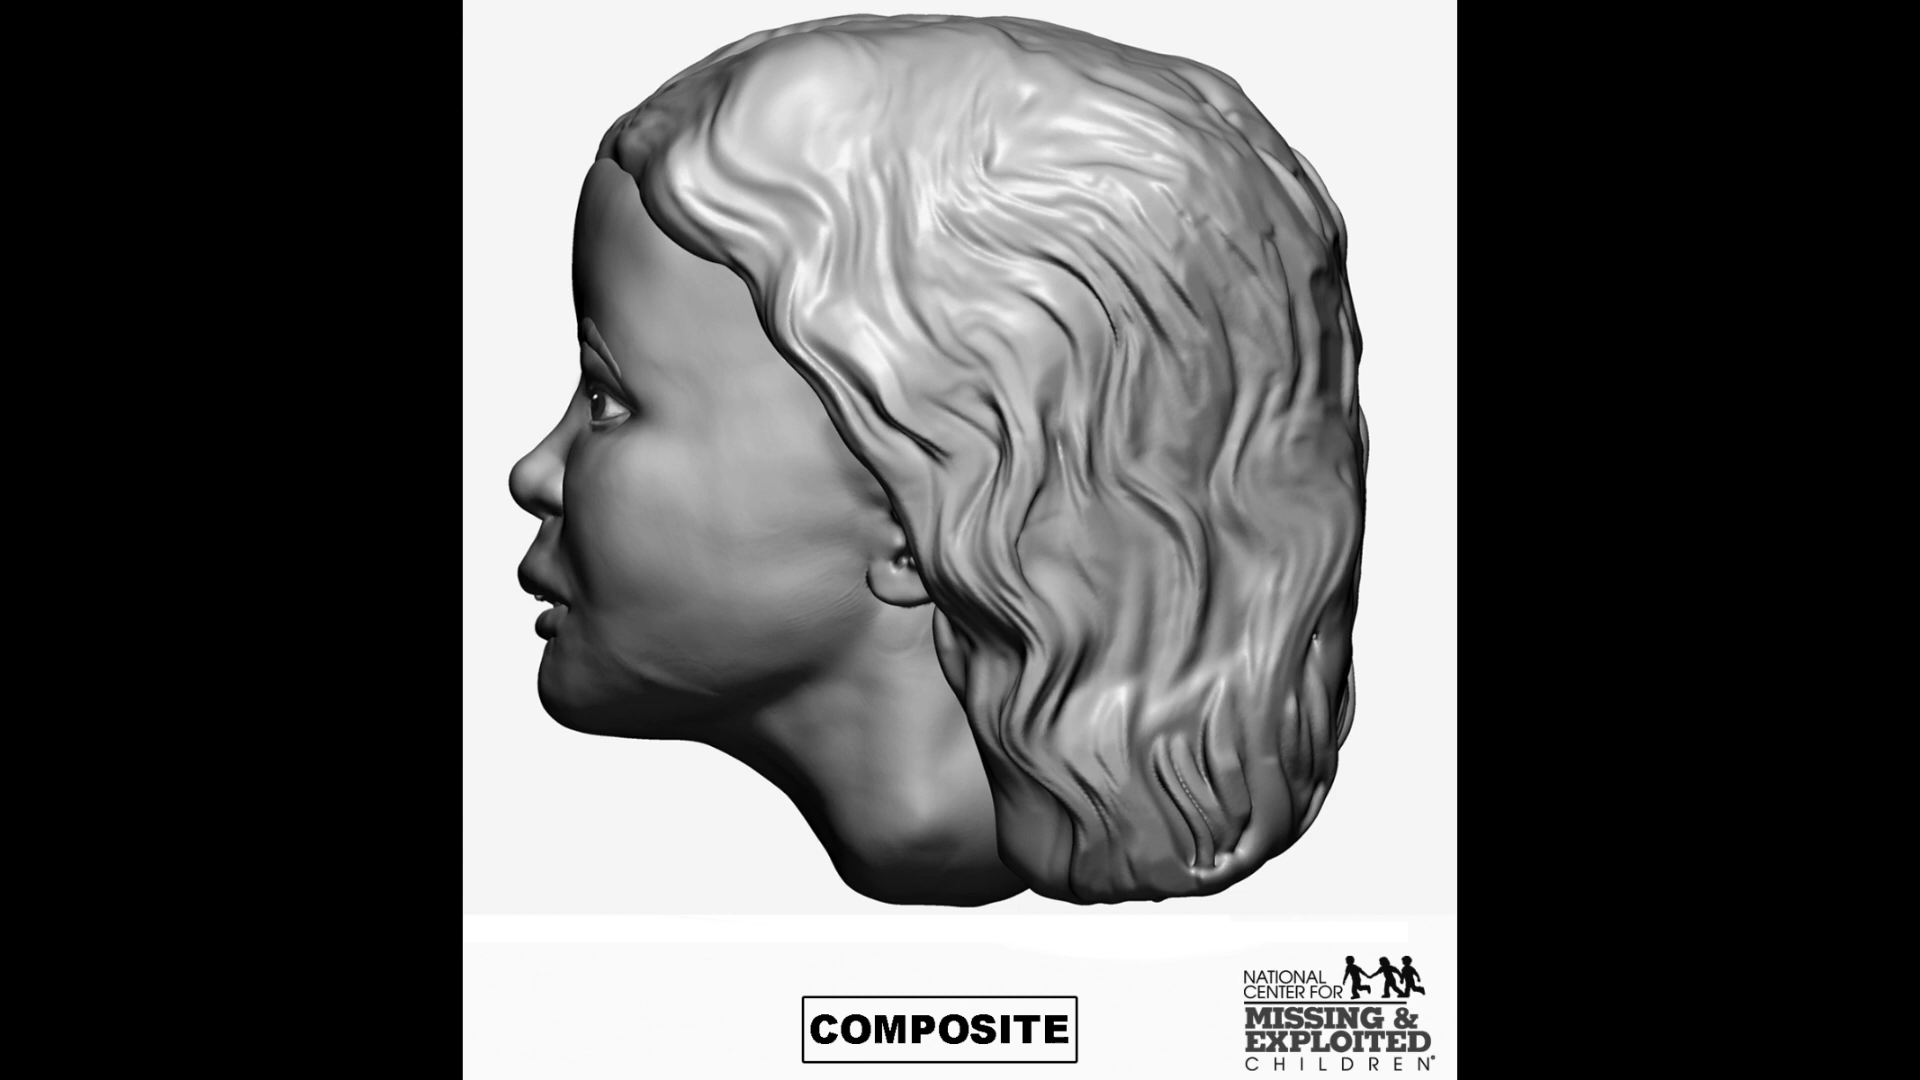 COMPOSITE
NATIONAL
CENTER FOR
MISSING &
EXPLOITED
CHILDREN®